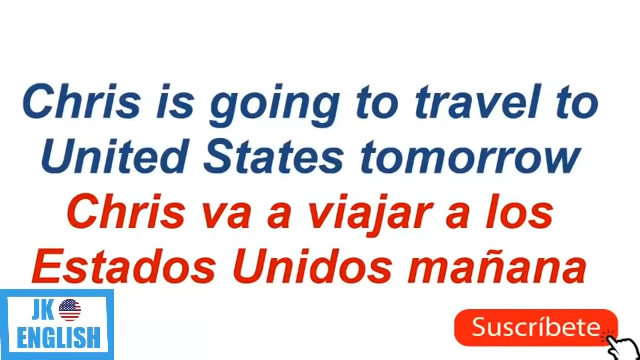 Chris is going to travel to
United States tomorrow
Chris va a viajar a los
Estados Unidos mañana
JK
ENGLISH
Suscríbete